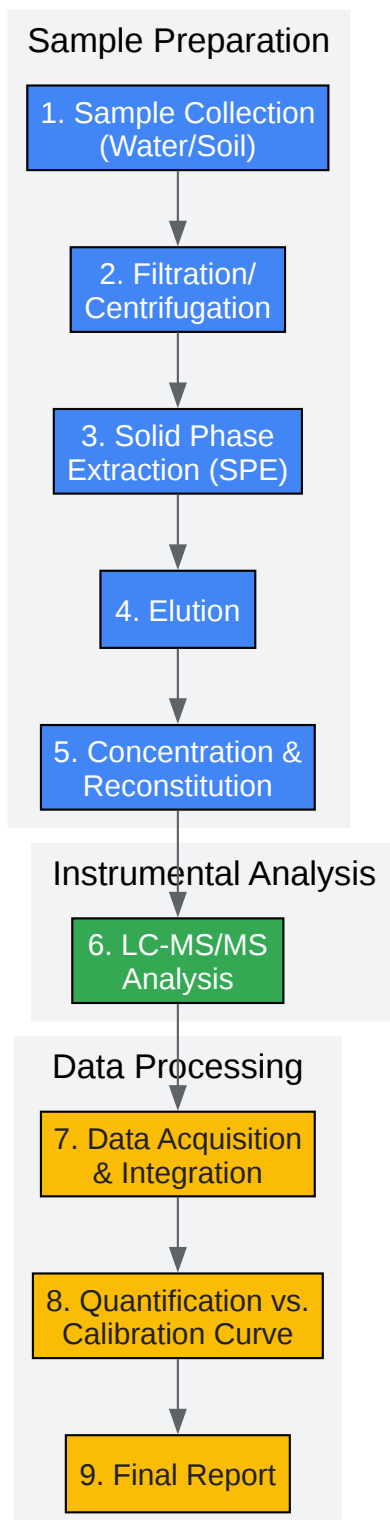 Sample Preparation
1. Sample Collection
(Water/Soil)
2. Filtration/
Centrifugation
3. Solid Phase
Extraction (SPE)
4. Elution
5. Concentration &
Reconstitution
Instrumental Analysis
6. LC-MS/MS
Analysis
Data Processing
7. Data Acquisition
& Integration
8. Quantification vs.
Calibration Curve
9. Final Report